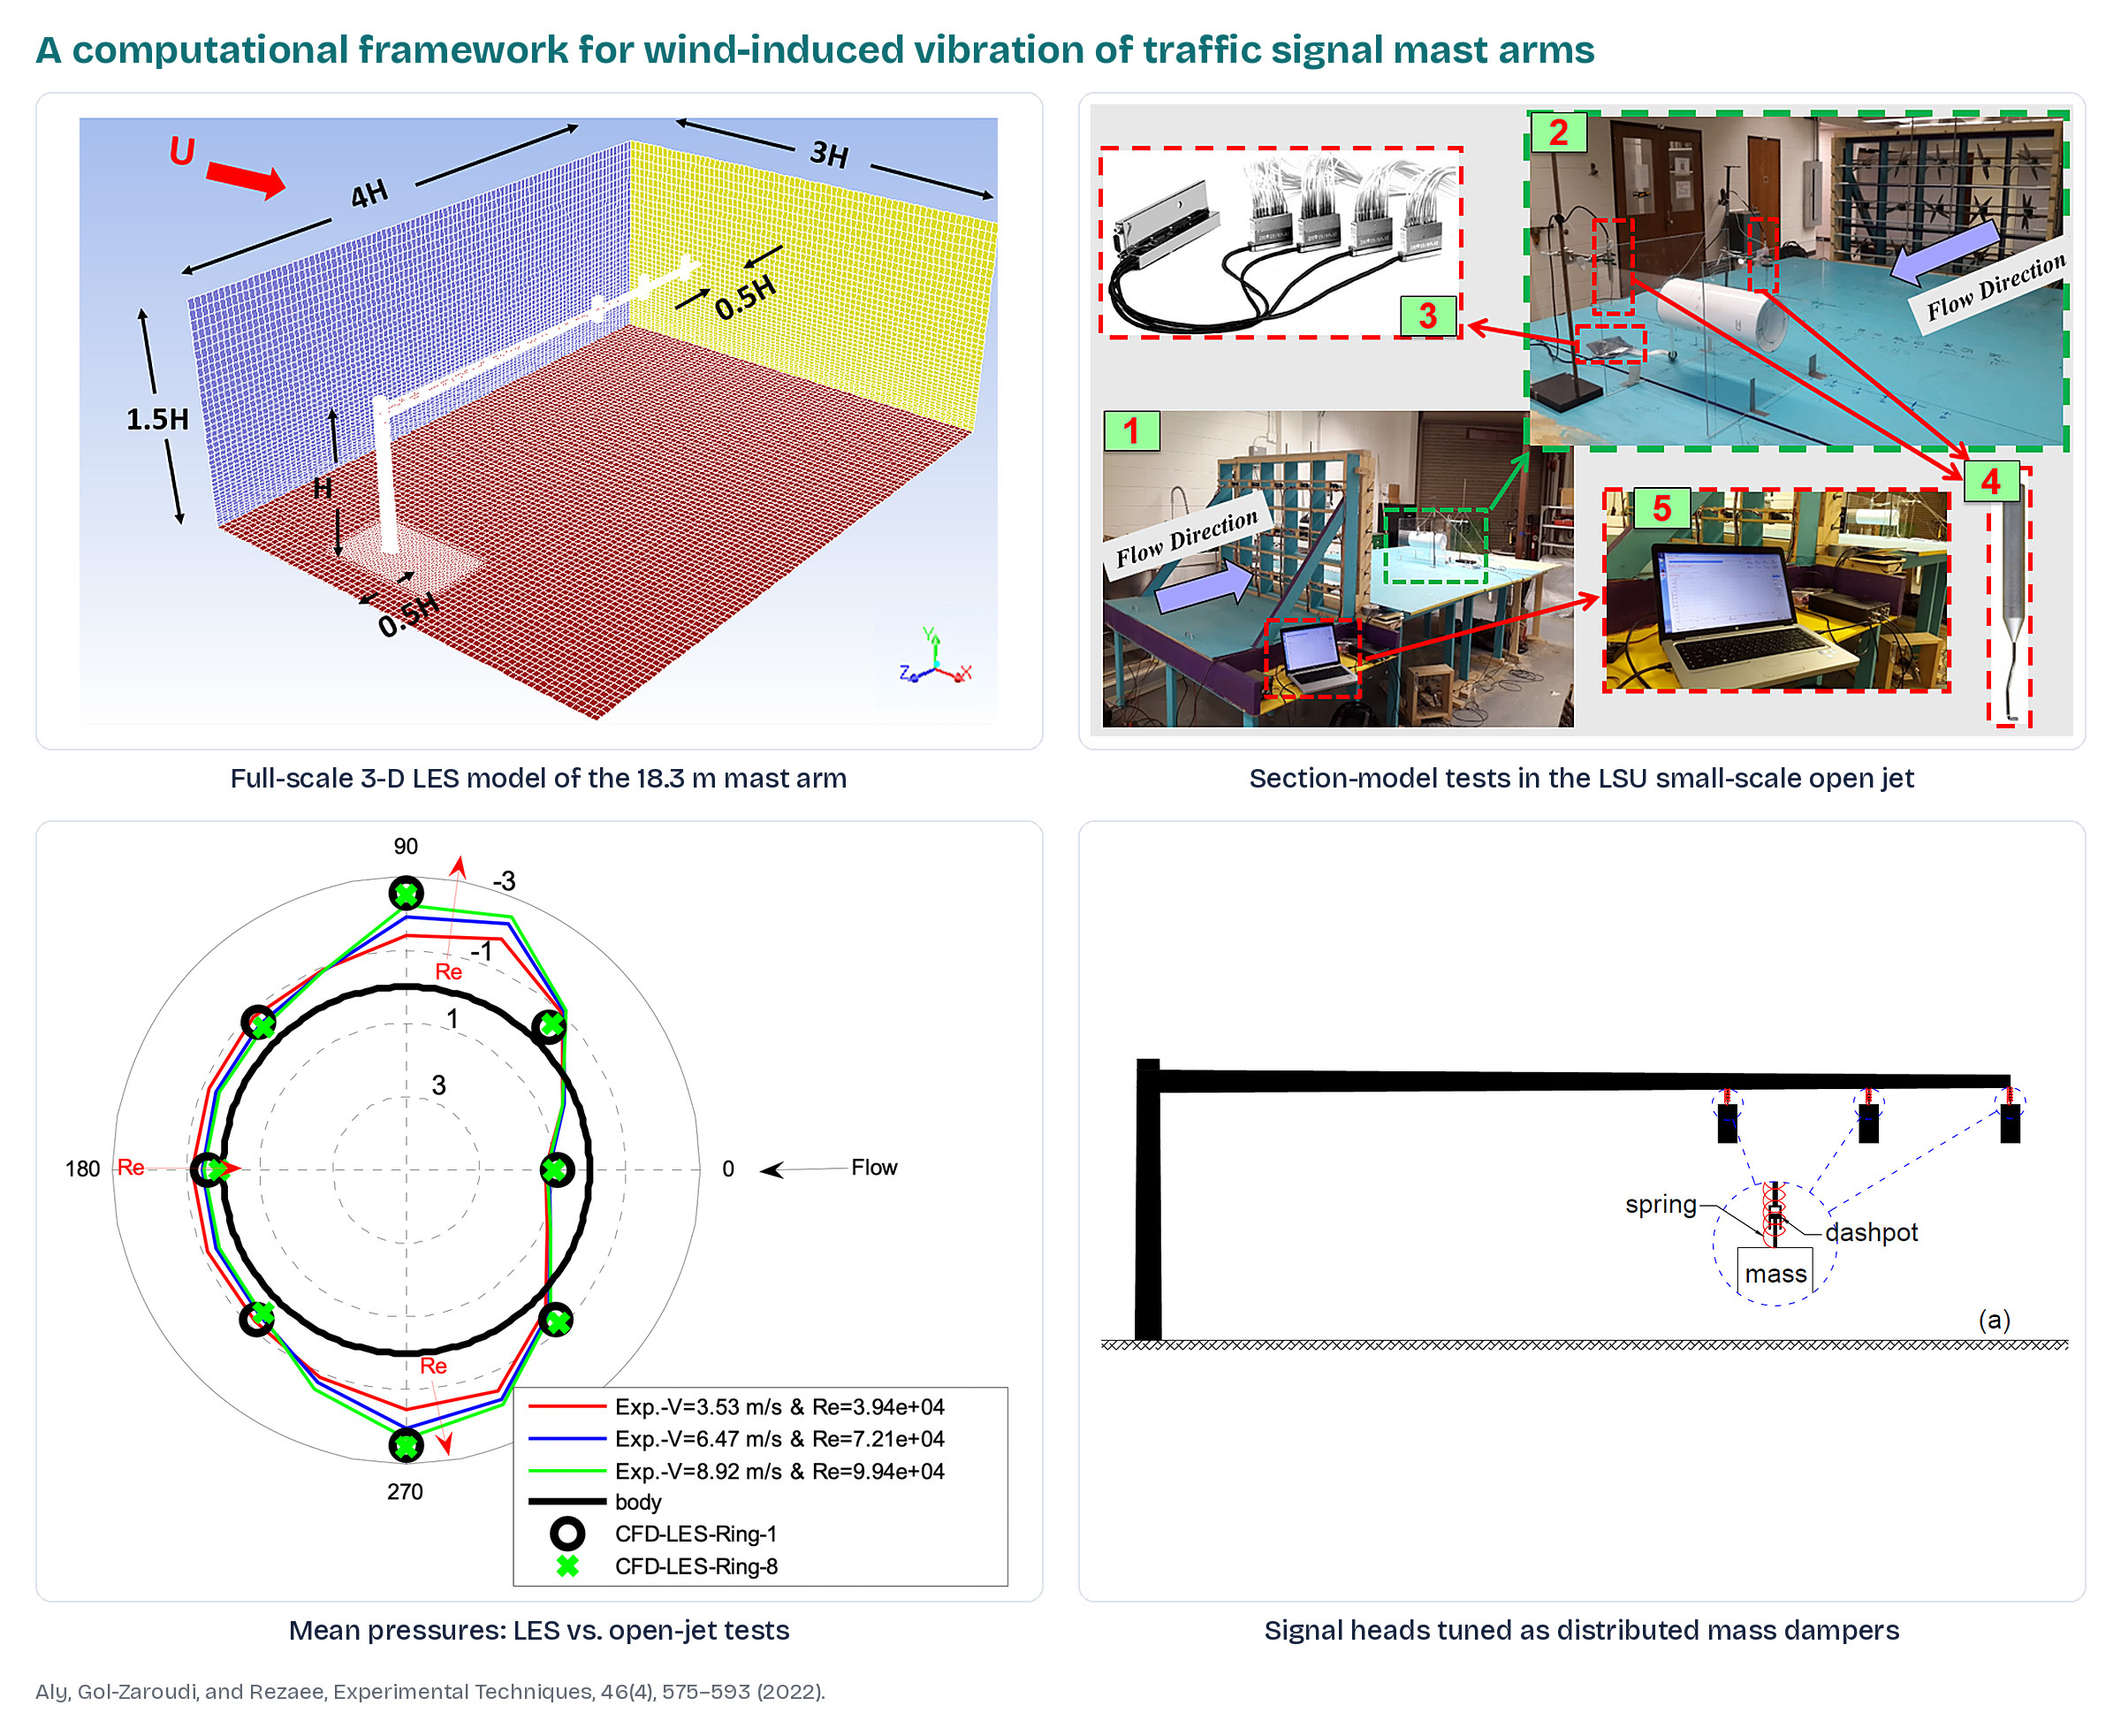 A computational framework for wind-induced vibration of traffic signal mast arms
U
4H
3H
0.5H
1.5H
H
0.5H
Y
Z
X
Full-scale 3-D LES model of the 18.3 m mast arm
2
3
Flow Direction
1
Flow Direction
4
5
Section-model tests in the LSU small-scale open jet
90
-3
-1
Re
1
3
180
Re
0
Flow
Re
270
Exp.-V=3.53 m/s & Re=3.94e+04
Exp.-V=6.47 m/s & Re=7.21e+04
Exp.-V=8.92 m/s & Re=9.94e+04
body
CFD-LES-Ring-1
CFD-LES-Ring-8
Mean pressures: LES vs. open-jet tests
spring
dashpot
mass
(a)
Signal heads tuned as distributed mass dampers
Aly, Gol-Zaroudi, and Rezaee, Experimental Techniques, 46(4), 575–593 (2022).